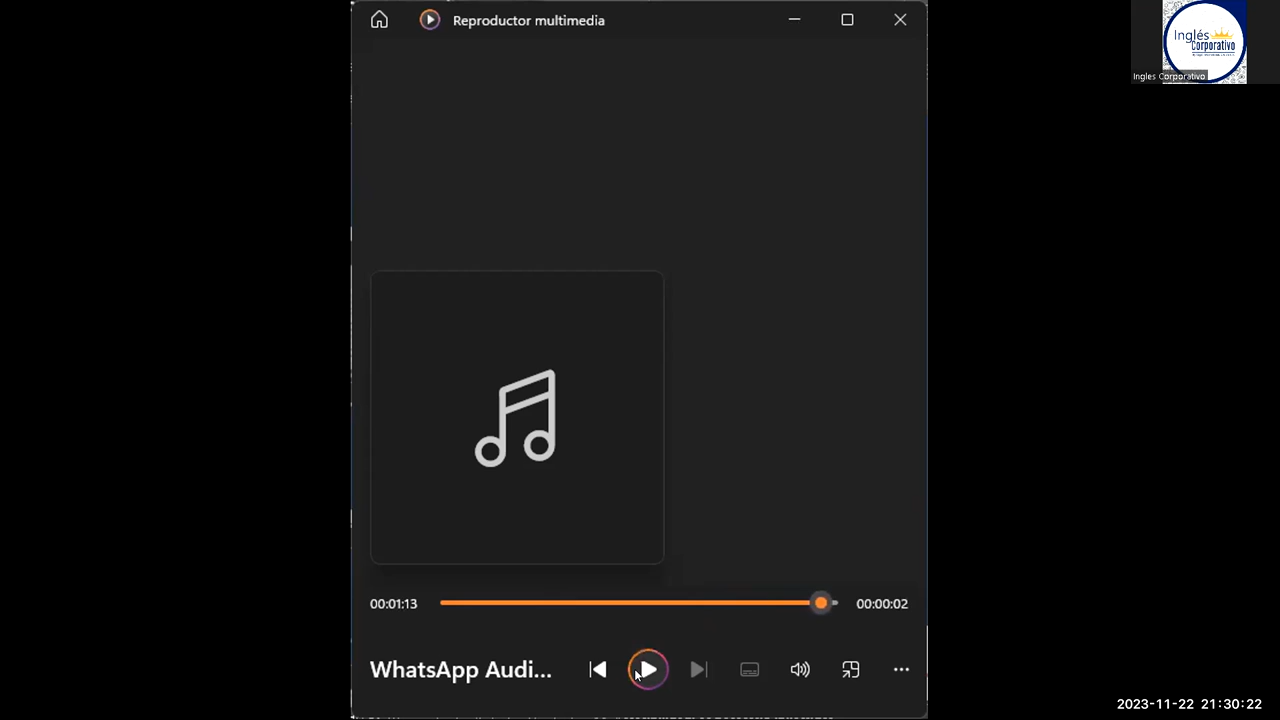 Reproductor multimedia
Inglés
Corporativo
Ingles Corporativo
00:01:13
00:00:02
WhatsApp Audi...
2023-11-22 21:30:22